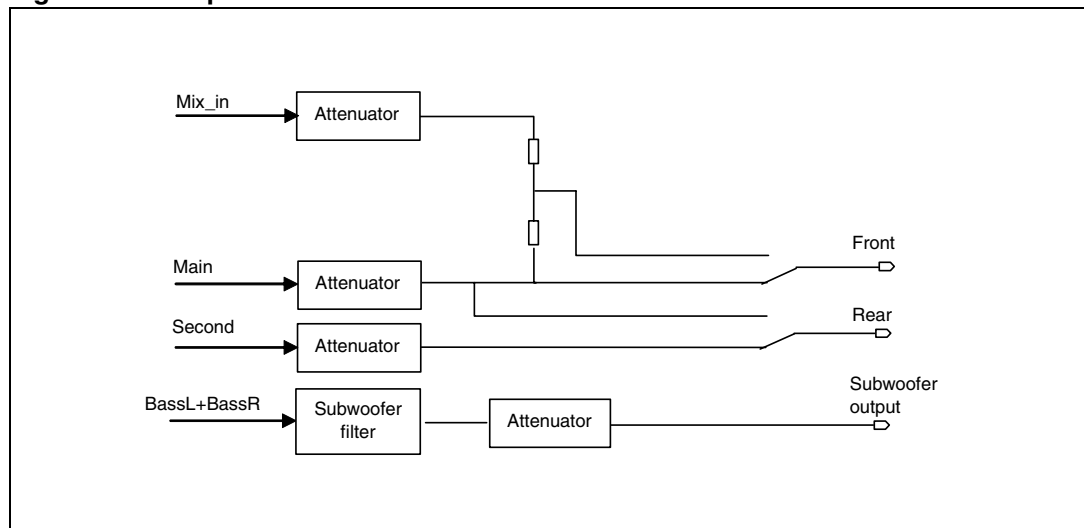 Mix_in
Attenuator
Front
Main
Attenuator
Rear
Second
Attenuator
Subwoofer
output
BassL+BassR
Subwoofer
filter
Attenuator